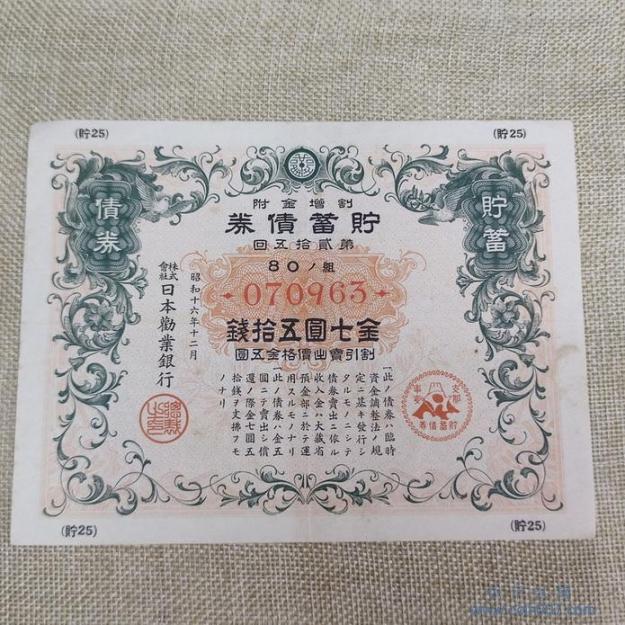 (貯25)
(貯25)
債券
貯蓄
附金增割
券債蓄貯
回五拾貳第
80ノ組
070963
錢拾五圓七金
圓五金格價出賣引割
昭和十六年十二月
株式會社日本勸業銀行
一、此ノ債券ハ臨時
資金調整法ノ規
定ニ基キ發行シ
タルモノニシテ
債券賣出ニ依ル
收入金ハ大藏省
預金部ニ於テ運
用スルモノナリ
一、此ノ債券ハ金五
圓ニテ賣出シ償
還ノ際金七圓五
拾錢ヲ支拂フモ
ノナリ
支那
事變
券債蓄貯
(貯25)
(貯25)